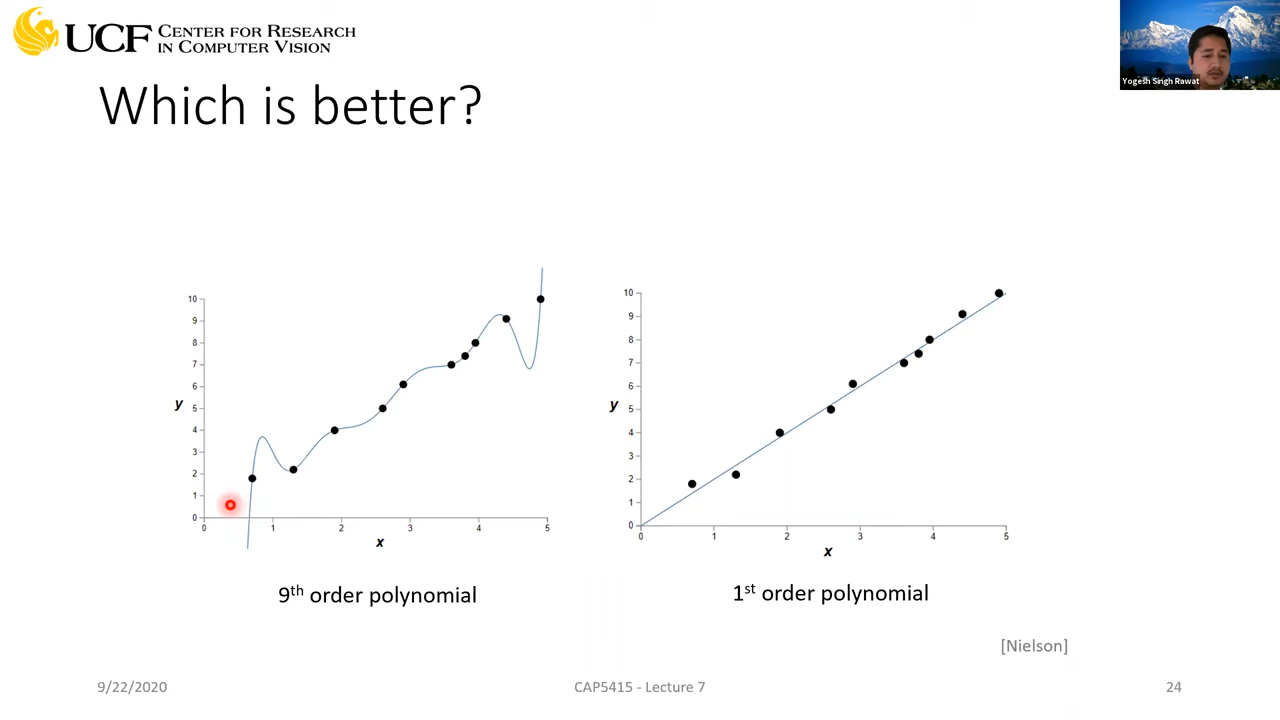 UCF CENTER FOR RESEARCH
IN COMPUTER VISION
Yogesh Singh Rawat
Which is better?
10
9
8
7
6
5
4
3
2
1
0
y
0 1 2 3 4 5
x
9th order polynomial
10
9
8
7
6
5
4
3
2
1
0
y
0 1 2 3 4 5
x
1st order polynomial
[Nielson]
9/22/2020
CAP5415 - Lecture 7
24